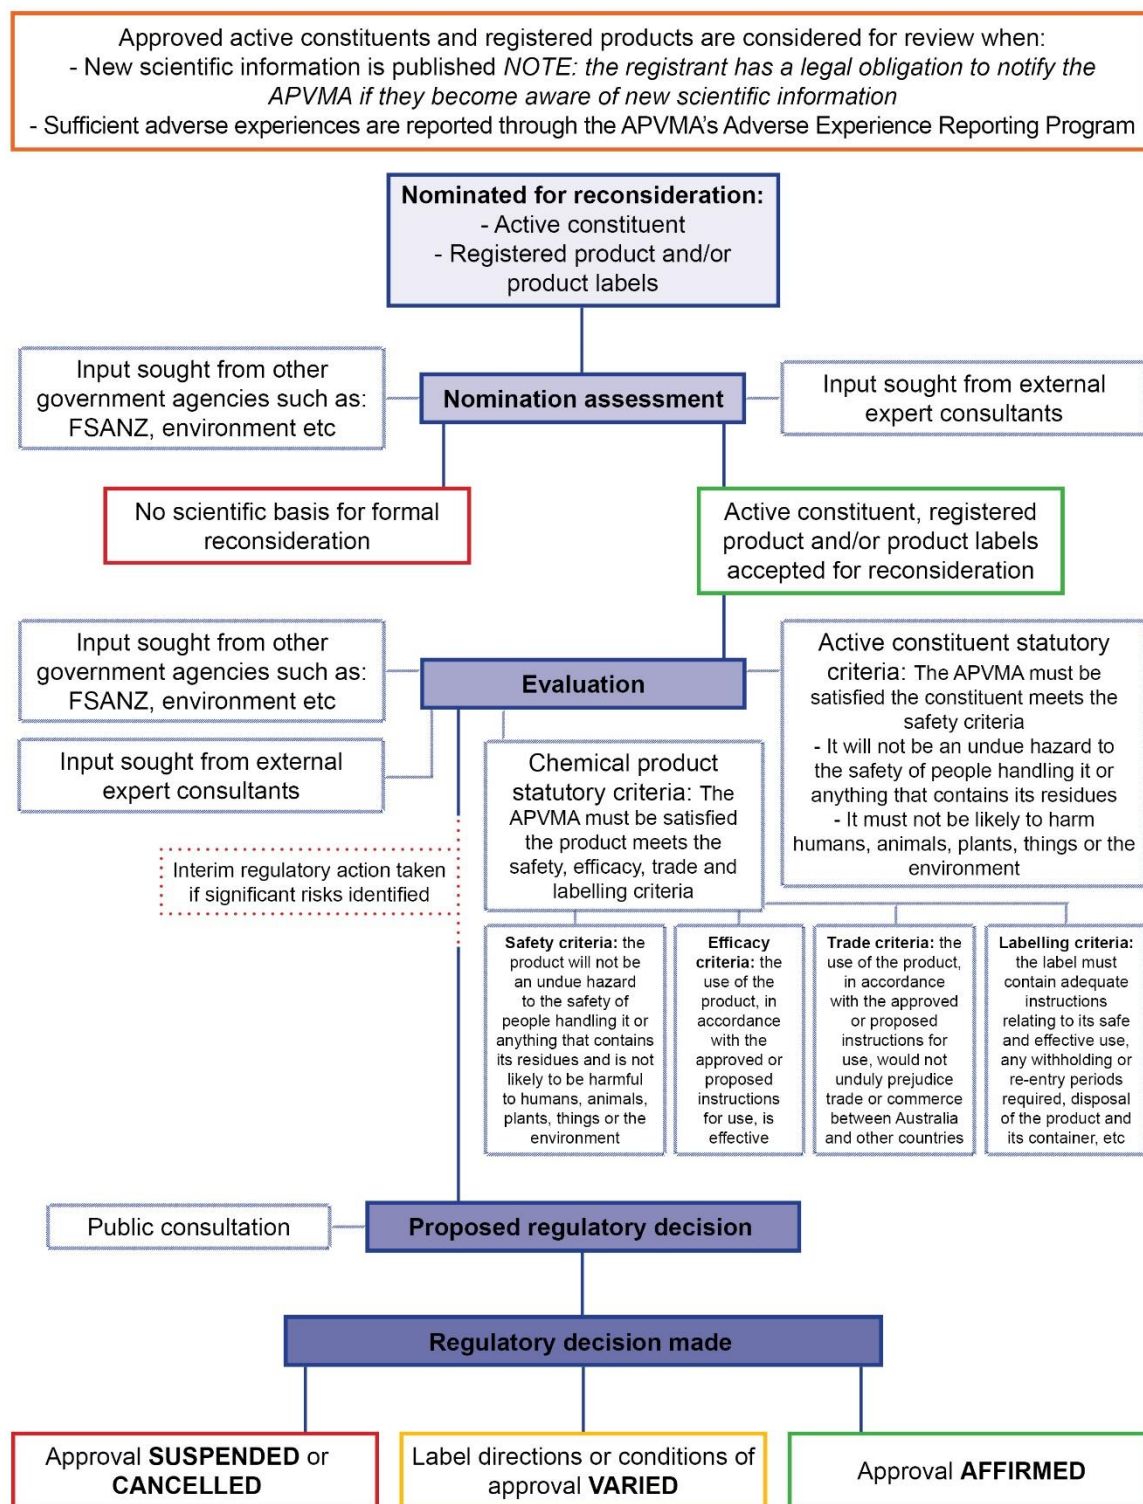 Approved active constituents and registered products are considered for review when:
- New scientific information is published NOTE: the registrant has a legal obligation to notify the
APVMA if they become aware of new scientific information
- Sufficient adverse experiences are reported through the APVMA's Adverse Experience Reporting Program
Nominated for reconsideration:
- Active constituent
- Registered product and/or
product labels
Input sought from other
government agencies such as:
FSANZ, environment etc
Nomination assessment
Input sought from external
expert consultants
No scientific basis for formal
reconsideration
Active constituent, registered
product and/or product labels
accepted for reconsideration
Input sought from other
government agencies such as:
FSANZ, environment etc
Evaluation
Active constituent statutory
criteria: The APVMA must be
satisfied the constituent meets the
safety criteria
- It will not be an undue hazard to
the safety of people handling it or
anything that contains its residues
- It must not be likely to harm
humans, animals, plants, things or the
environment
Input sought from external
expert consultants
Chemical product
statutory criteria: The
APVMA must be satisfied
the product meets the
safety, efficacy, trade and
labelling criteria
Interim regulatory action taken
if significant risks identified
Safety criteria: the
product will not be
an undue hazard
to the safety of
people handling it or
anything that contains
its residues and is not
likely to be harmful
to humans, animals,
plants, things or the
environment
Efficacy
criteria: the
use of the
product, in
accordance
with the
approved or
proposed
instructions
for use, is
effective
Trade criteria: the
use of the product,
in accordance
with the approved
or proposed
instructions for
use, would not
unduly prejudice
trade or commerce
between Australia
and other countries
Labelling criteria:
the label must
contain adequate
instructions
relating to its safe
and effective use,
any withholding or
re-entry periods
required, disposal
of the product and
its container, etc
Public consultation
Proposed regulatory decision
Regulatory decision made
Approval SUSPENDED or
CANCELLED
Label directions or conditions of
approval VARIED
Approval AFFIRMED